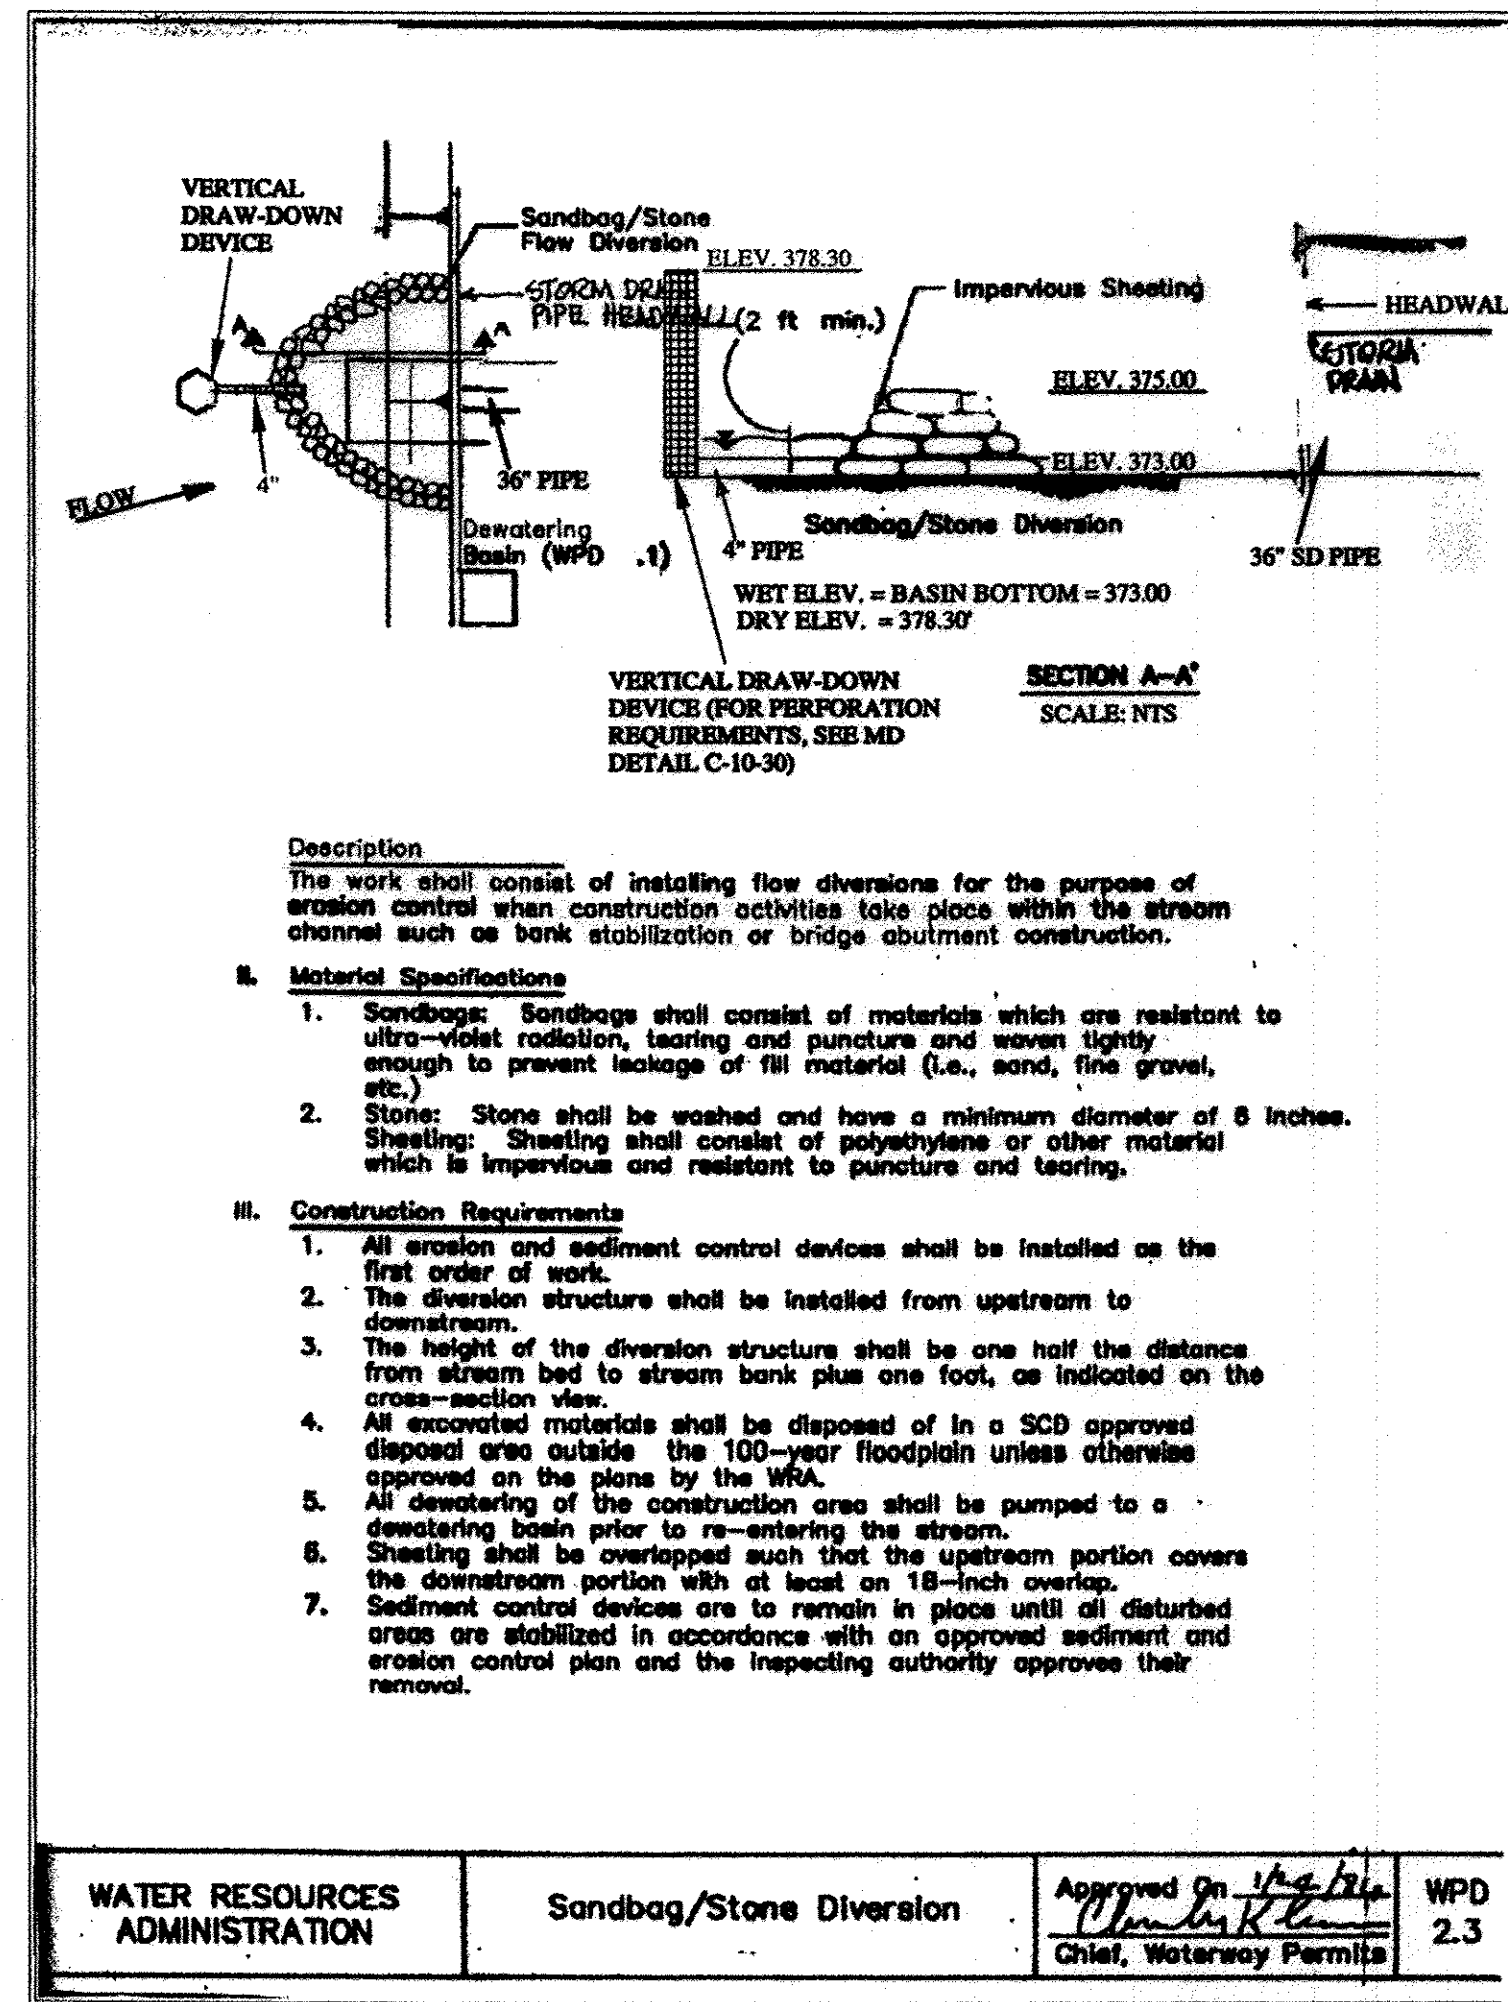 VERTICAL
DRAW-DOWN
DEVICE
Sandbag/Stone
Flow Diversion
ELEV. 378.30
STORM DRAIN
PIPE HEADWALL
(2 ft min.)
Impervious Sheeting
HEADWAL
STORM
DRAIN
ELEV. 375.00
ELEV. 373.00
A
A
FLOW
4"
36" PIPE
Dewatering
Basin (WPD .1)
4" PIPE
Sandbag/Stone Diversion
36" SD PIPE
WET ELEV. = BASIN BOTTOM = 373.00
DRY ELEV. = 378.30'
VERTICAL DRAW-DOWN
DEVICE (FOR PERFORATION
REQUIREMENTS, SEE MD
DETAIL C-10-30)
SECTION A-A'
SCALE: NTS
Description
The work shall consist of installing flow diversions for the purpose of
erosion control when construction activities take place within the stream
channel such as bank stabilization or bridge abutment construction.
II. Material Specifications
1. Sandbags: Sandbags shall consist of materials which are resistant to
ultra-violet radiation, tearing and puncture and woven tightly
enough to prevent leakage of fill material (i.e., sand, fine gravel,
etc.)
2. Stone: Stone shall be washed and have a minimum diameter of 6 inches.
Sheeting: Sheeting shall consist of polyethylene or other material
which is impervious and resistant to puncture and tearing.
III. Construction Requirements
1. All erosion and sediment control devices shall be installed as the
first order of work.
2. The diversion structure shall be installed from upstream to
downstream.
3. The height of the diversion structure shall be one half the distance
from stream bed to stream bank plus one foot, as indicated on the
cross-section view.
4. All excavated materials shall be disposed of in a SCD approved
disposal area outside the 100-year floodplain unless otherwise
approved on the plans by the WRA.
5. All dewatering of the construction area shall be pumped to a
dewatering basin prior to re-entering the stream.
6. Sheeting shall be overlapped such that the upstream portion covers
the downstream portion with at least an 18-inch overlap.
7. Sediment control devices are to remain in place until all disturbed
areas are stabilized in accordance with an approved sediment and
erosion control plan and the inspecting authority approves their
removal.
WATER RESOURCES
ADMINISTRATION
Sandbag/Stone Diversion
Approved On
Chief, Waterway Permits
WPD
2.3